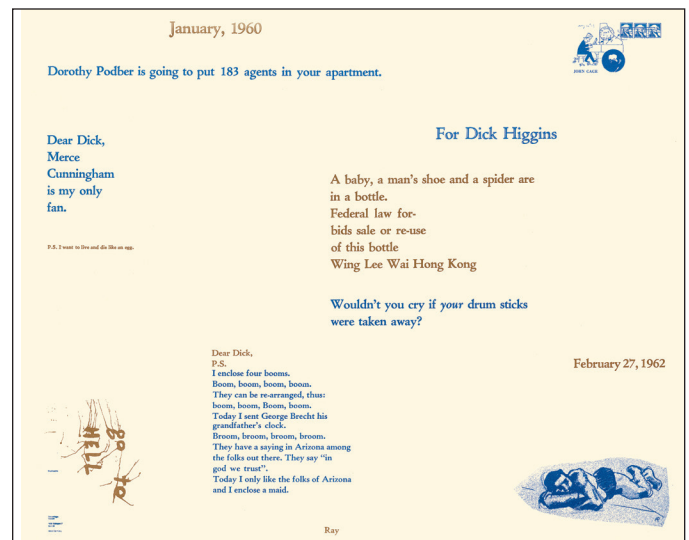 January, 1960
JOHN CAGE
Dorothy Podber is going to put 183 agents in your apartment.
For Dick Higgins
Dear Dick,
Merce
Cunningham
is my only
fan.
P.S. I want to live and die like an egg.
A baby, a man's shoe and a spider are
in a bottle.
Federal law for-
bids sale or re-use
of this bottle
Wing Lee Wai Hong Kong
Wouldn't you cry if your drum sticks
were taken away?
February 27, 1962
Dear Dick,
P.S.
I enclose four booms.
Boom, boom, boom, boom.
They can be re-arranged, thus:
boom, boom, Boom, boom.
Today I sent George Brecht his
grandfather's clock.
Broom, broom, broom, broom.
They have a saying in Arizona among
the folks out there. They say "in
god we trust".
Today I only like the folks of Arizona
and I enclose a maid.
go to
HELL
Ray